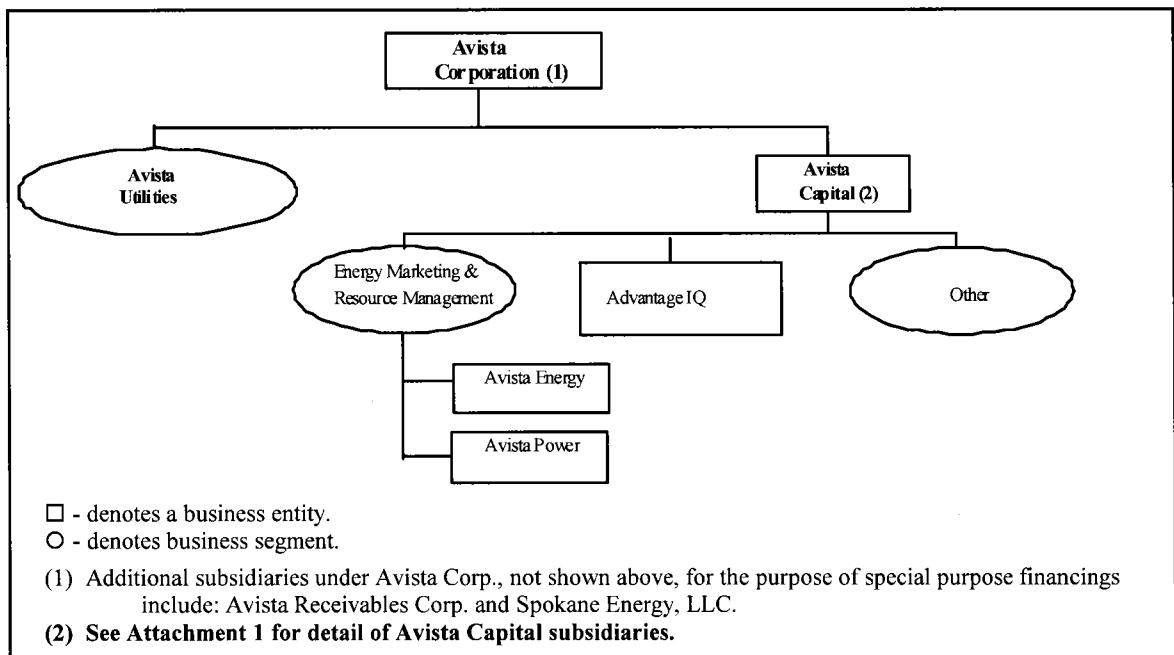 Avista
Corporation (1)
Avista
Utilities
Avista
Capital (2)
Energy Marketing &
Resource Management
Advantage IQ
Other
Avista Energy
Avista Power
□ - denotes a business entity.
○ - denotes business segment.
(1) Additional subsidiaries under Avista Corp., not shown above, for the purpose of special purpose financings
include: Avista Receivables Corp. and Spokane Energy, LLC.
(2) See Attachment 1 for detail of Avista Capital subsidiaries.